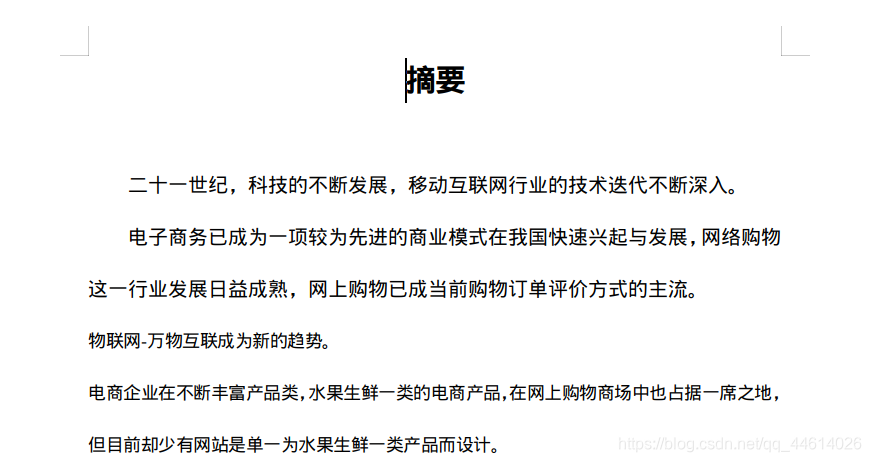 摘要
二十一世纪，科技的不断发展，移动互联网行业的技术迭代不断深入。
电子商务已成为一项较为先进的商业模式在我国快速兴起与发展，网络购物
这一行业发展日益成熟，网上购物已成当前购物订单评价方式的主流。
物联网-万物互联成为新的趋势。
电商企业在不断丰富产品类，水果生鲜一类的电商产品，在网上购物商场中也占据一席之地，
但目前却少有网站是单一为水果生鲜一类产品而设计。
https://blog.csdn.net/qq_44614026